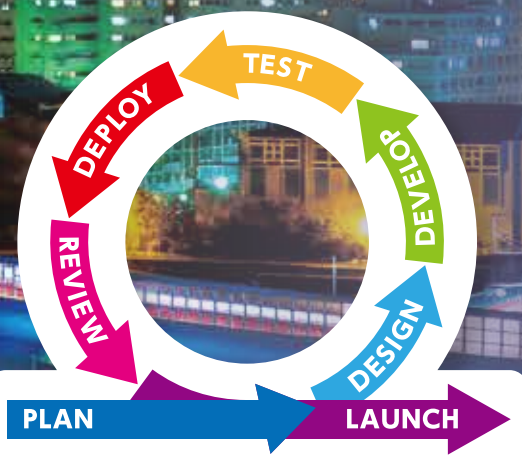 TEST
DEPLOY
DEVELOP
REVIEW
DESIGN
PLAN
LAUNCH